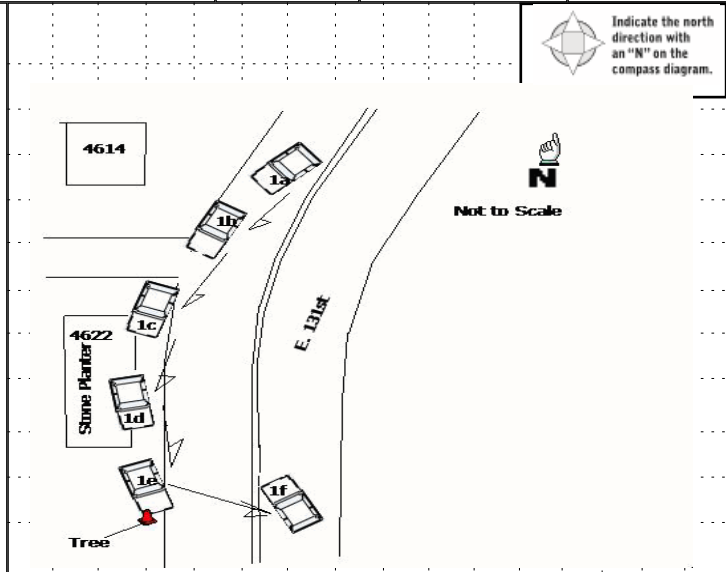 Indicate the north
direction with
an “N” on the
compass diagram.
4614
1a
N
1b
Not to Scale
E. 131st
1c
4622
Stone Planter
1d
1e
1f
Tree